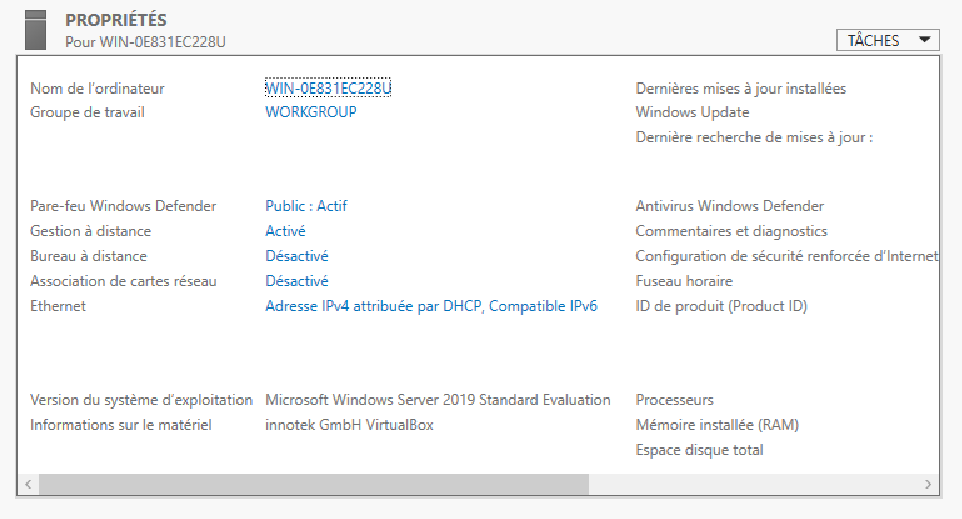 PROPRIÉTÉS
Pour WIN-0E831EC228U
TÂCHES
Nom de l'ordinateur WIN-0E831EC228U Dernières mises à jour installées
Groupe de travail WORKGROUP Windows Update
Dernière recherche de mises à jour :
Pare-feu Windows Defender Public : Actif Antivirus Windows Defender
Gestion à distance Activé Commentaires et diagnostics
Bureau à distance Désactivé Configuration de sécurité renforcée d'Internet
Association de cartes réseau Désactivé Fuseau horaire
Ethernet Adresse IPv4 attribuée par DHCP, Compatible IPv6 ID de produit (Product ID)
Version du système d'exploitation Microsoft Windows Server 2019 Standard Evaluation Processeurs
Informations sur le matériel innotek GmbH VirtualBox Mémoire installée (RAM)
Espace disque total